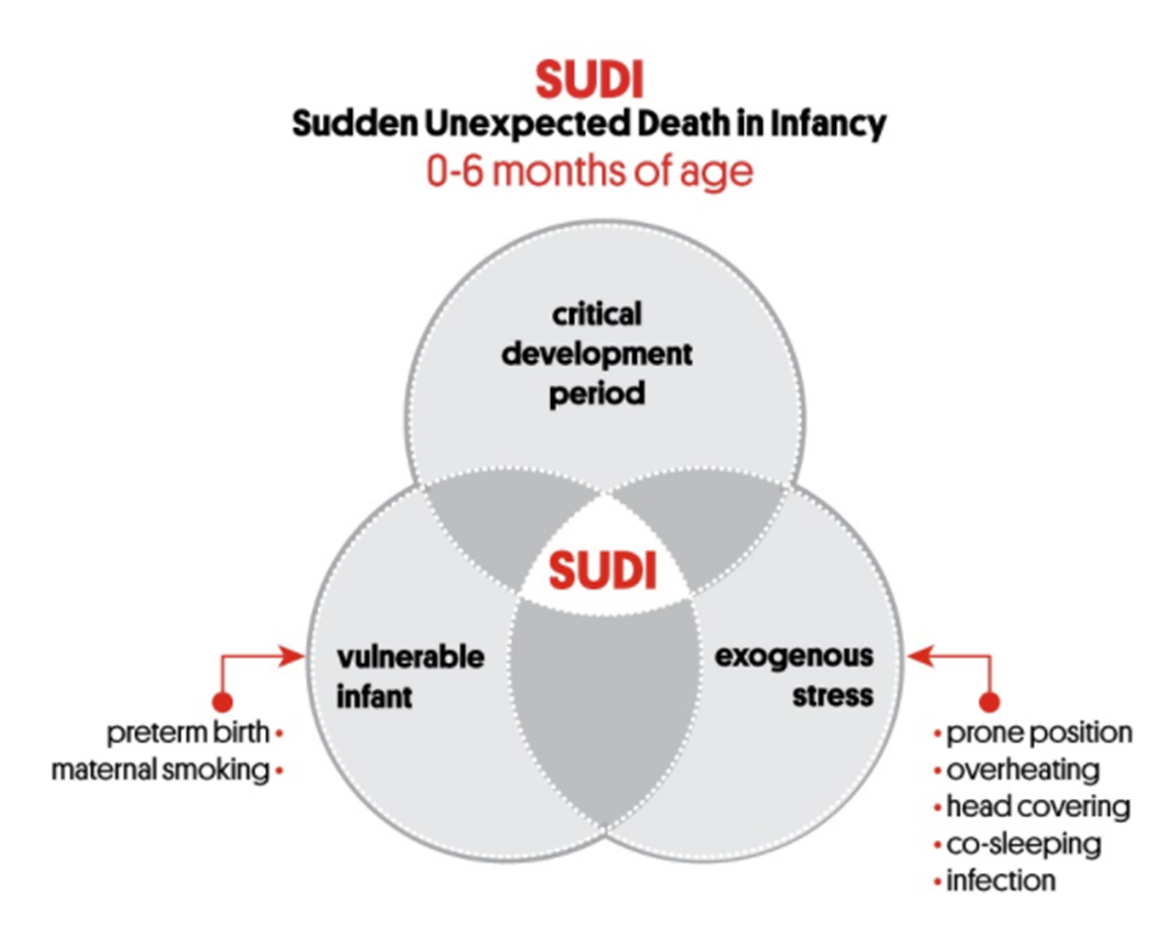 SUDI
Sudden Unexpected Death in Infancy
0-6 months of age
critical
development
period
SUDI
vulnerable
infant
exogenous
stress
preterm birth •
maternal smoking •
• prone position
• overheating
• head covering
• co-sleeping
• infection